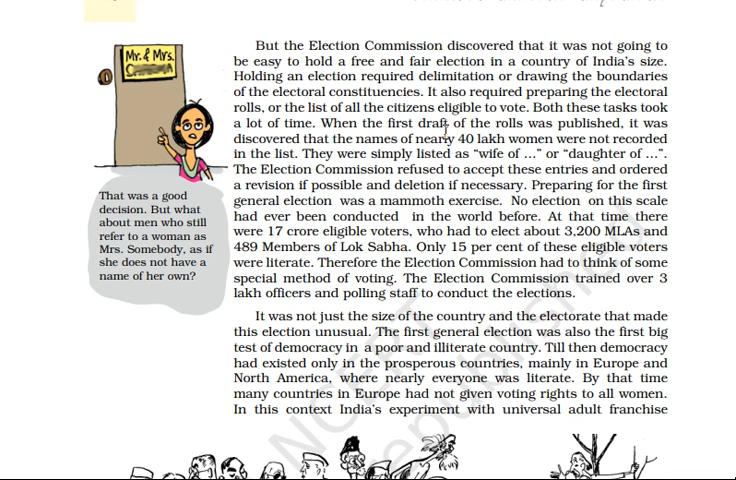 Mr. & Mrs.
But the Election Commission discovered that it was not going to
be easy to hold a free and fair election in a country of India's size.
Holding an election required delimitation or drawing the boundaries
of the electoral constituencies. It also required preparing the electoral
rolls, or the list of all the citizens eligible to vote. Both these tasks took
a lot of time. When the first draft of the rolls was published, it was
discovered that the names of nearly 40 lakh women were not recorded
in the list. They were simply listed as “wife of ...” or “daughter of ...”.
The Election Commission refused to accept these entries and ordered
a revision if possible and deletion if necessary. Preparing for the first
general election was a mammoth exercise. No election on this scale
had ever been conducted in the world before. At that time there
were 17 crore eligible voters, who had to elect about 3,200 MLAs and
489 Members of Lok Sabha. Only 15 per cent of these eligible voters
were literate. Therefore the Election Commission had to think of some
special method of voting. The Election Commission trained over 3
lakh officers and polling staff to conduct the elections.
That was a good
decision. But what
about men who still
refer to a woman as
Mrs. Somebody, as if
she does not have a
name of her own?
It was not just the size of the country and the electorate that made
this election unusual. The first general election was also the first big
test of democracy in a poor and illiterate country. Till then democracy
had existed only in the prosperous countries, mainly in Europe and
North America, where nearly everyone was literate. By that time
many countries in Europe had not given voting rights to all women.
In this context India's experiment with universal adult franchise
NCERT
republished